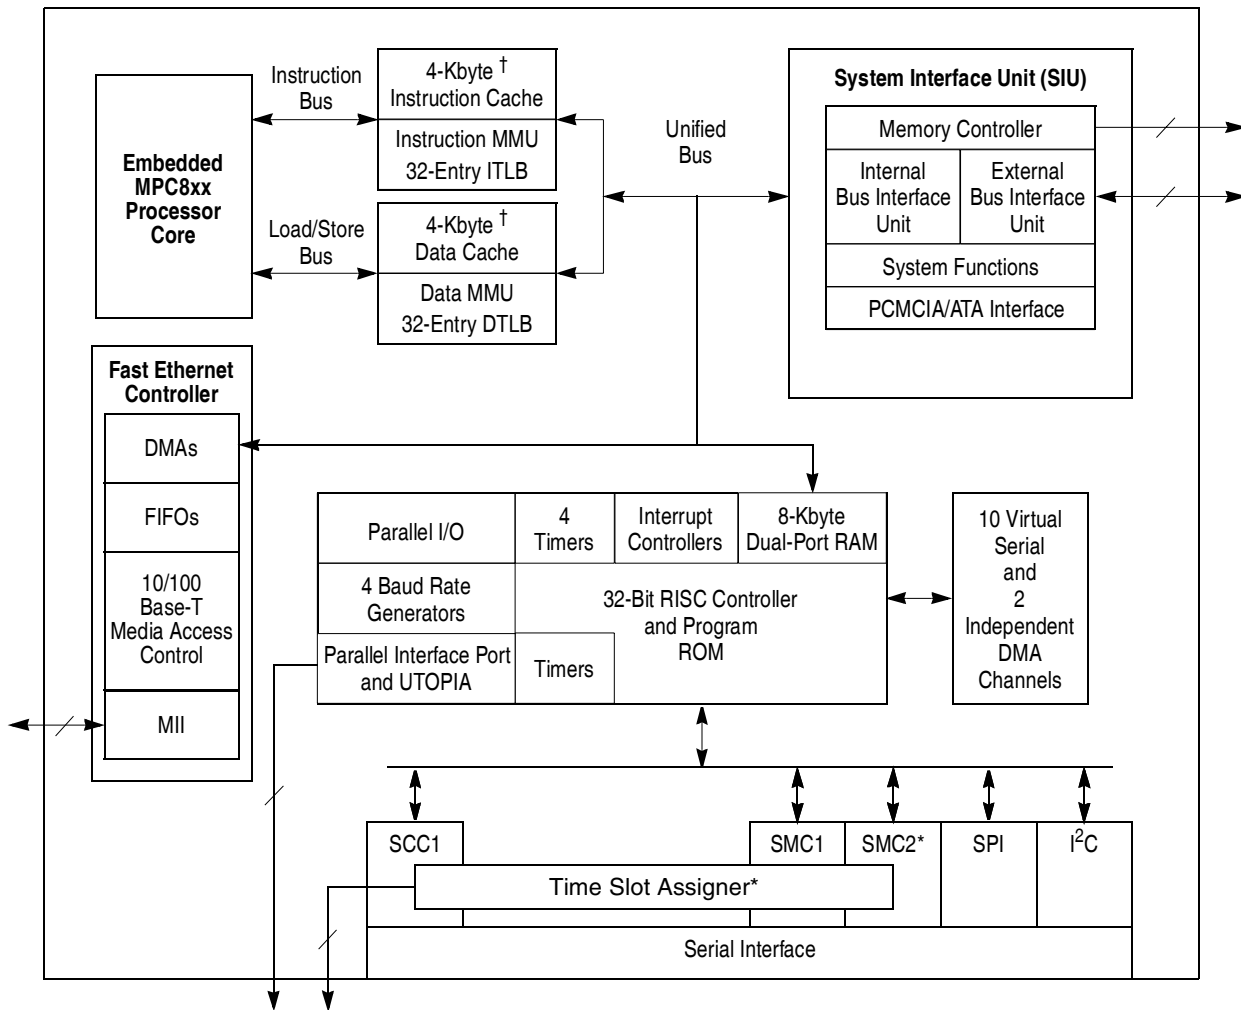 Embedded
MPC8xx
Processor
Core
Instruction
Bus
Load/Store
Bus
4-Kbyte †
Instruction Cache
Instruction MMU
32-Entry ITLB
4-Kbyte †
Data Cache
Data MMU
32-Entry DTLB
Unified
Bus
System Interface Unit (SIU)
Memory Controller
Internal
Bus Interface
Unit
External
Bus Interface
Unit
System Functions
PCMCIA/ATA Interface
Fast Ethernet
Controller
DMAs
FIFOs
10/100
Base-T
Media Access
Control
MII
Parallel I/O
4
Timers
Interrupt
Controllers
8-Kbyte
Dual-Port RAM
4 Baud Rate
Generators
32-Bit RISC Controller
and Program
ROM
Parallel Interface Port
and UTOPIA
Timers
10 Virtual
Serial
and
2
Independent
DMA
Channels
SCC1
SMC1
SMC2*
SPI
I²C
Time Slot Assigner*
Serial Interface